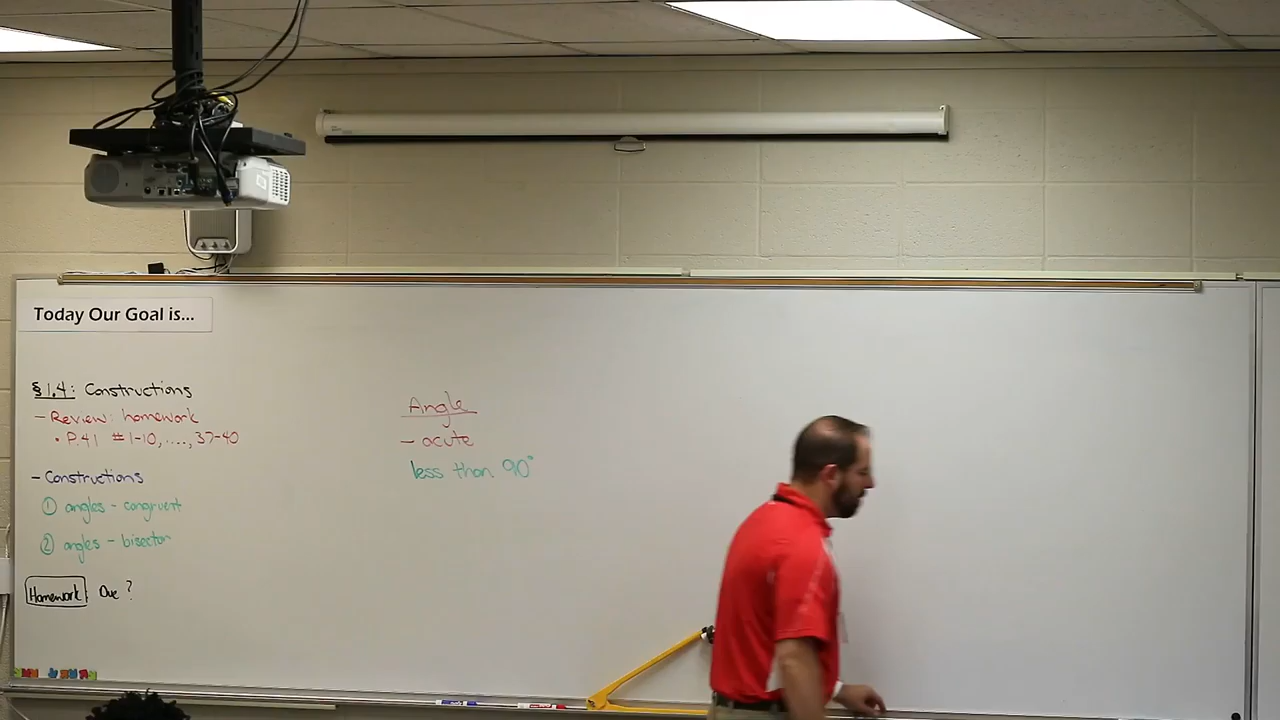 Today Our Goal is...
§1.4: Constructions
- Review: homework
• P.41 #1-10, ...., 37-40
- Constructions
① angles - congruent
② angles - bisector
Homework Due?
Angle
- acute
less than 90°